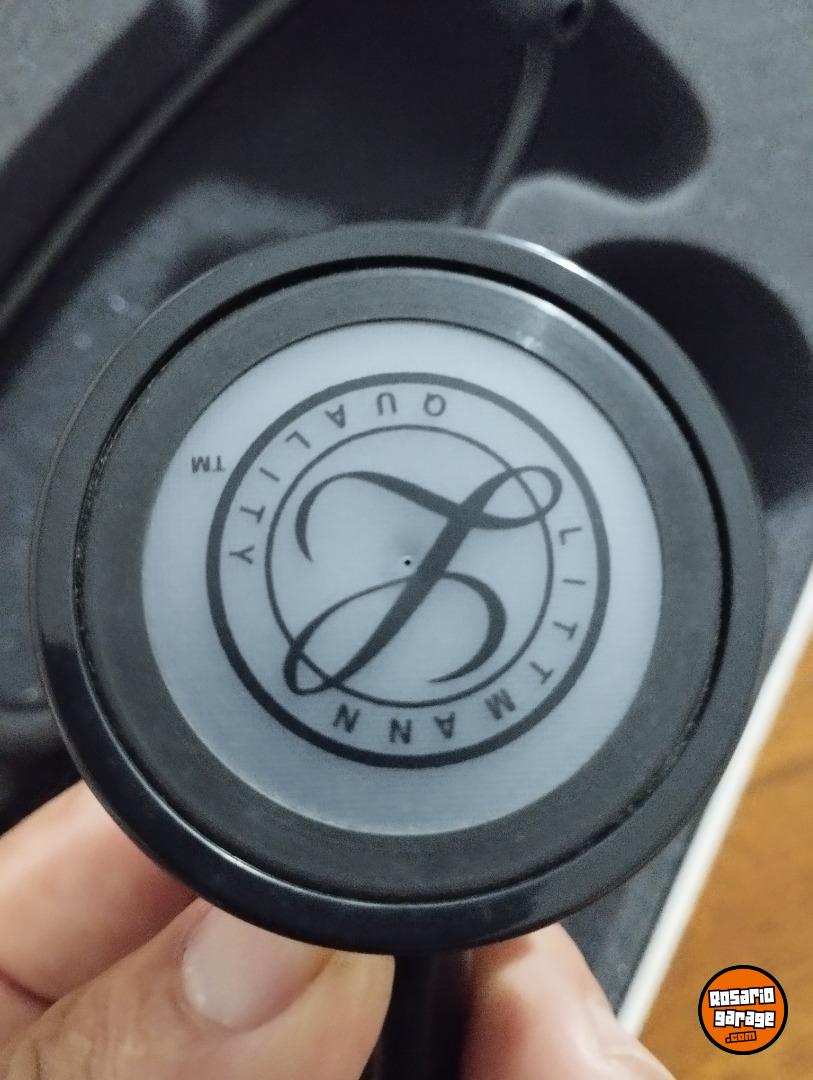 LITTMANN
QUALITY
TM
Rosario
garage
.com